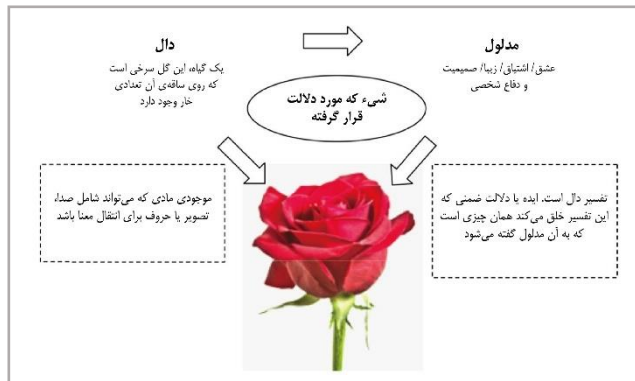 دال
یک گیاه، این گل سرخی است
که روی ساقه‌ی آن تعدادی
خار وجود دارد
مدلول
عشق/ اشتیاق/ زیبا/ صمیمیت
و دفاع شخصی
شیء که مورد دلالت
قرار گرفته
موجودی مادی که می‌تواند شامل صدا،
تصویر یا حروف برای انتقال معنا باشد
تفسیر دال است. ایده یا دلالت ضمنی که
این تفسیر خلق می‌کند همان چیزی است
که به آن مدلول گفته می‌شود